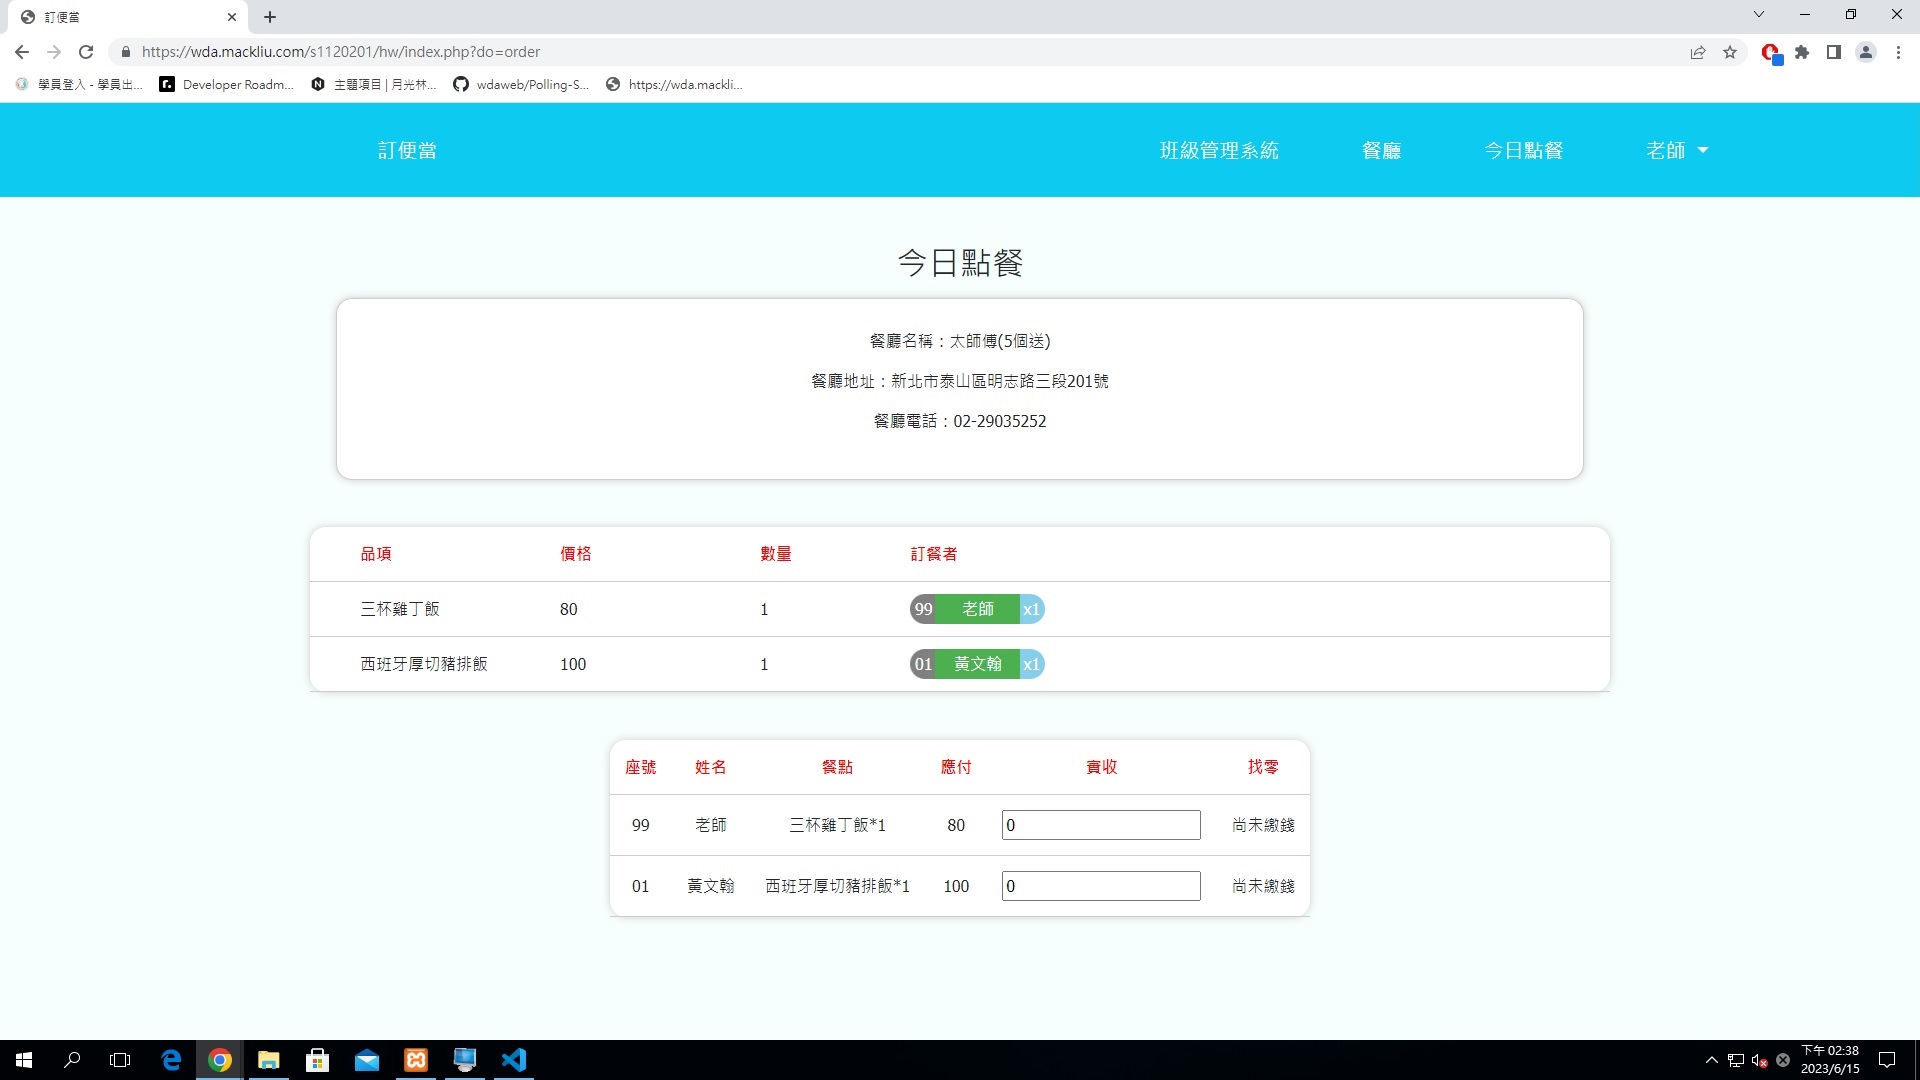 訂便當
https://wda.mackliu.com/s1120201/hw/index.php?do=order
學員登入 - 學員出...
Developer Roadm...
主題項目 | 月光林...
wdaweb/Polling-S...
https://wda.mackli...
訂便當
班級管理系統
餐廳
今日點餐
老師
今日點餐
餐廳名稱：太師傅(5個送)
餐廳地址：新北市泰山區明志路三段201號
餐廳電話：02-29035252
品項 價格 數量 訂餐者
三杯雞丁飯 80 1 99 老師 x1
西班牙厚切豬排飯 100 1 01 黃文翰 x1
座號 姓名 餐點 應付 實收 找零
99 老師 三杯雞丁飯*1 80 0 尚未繳錢
01 黃文翰 西班牙厚切豬排飯*1 100 0 尚未繳錢
下午 02:38
2023/6/15